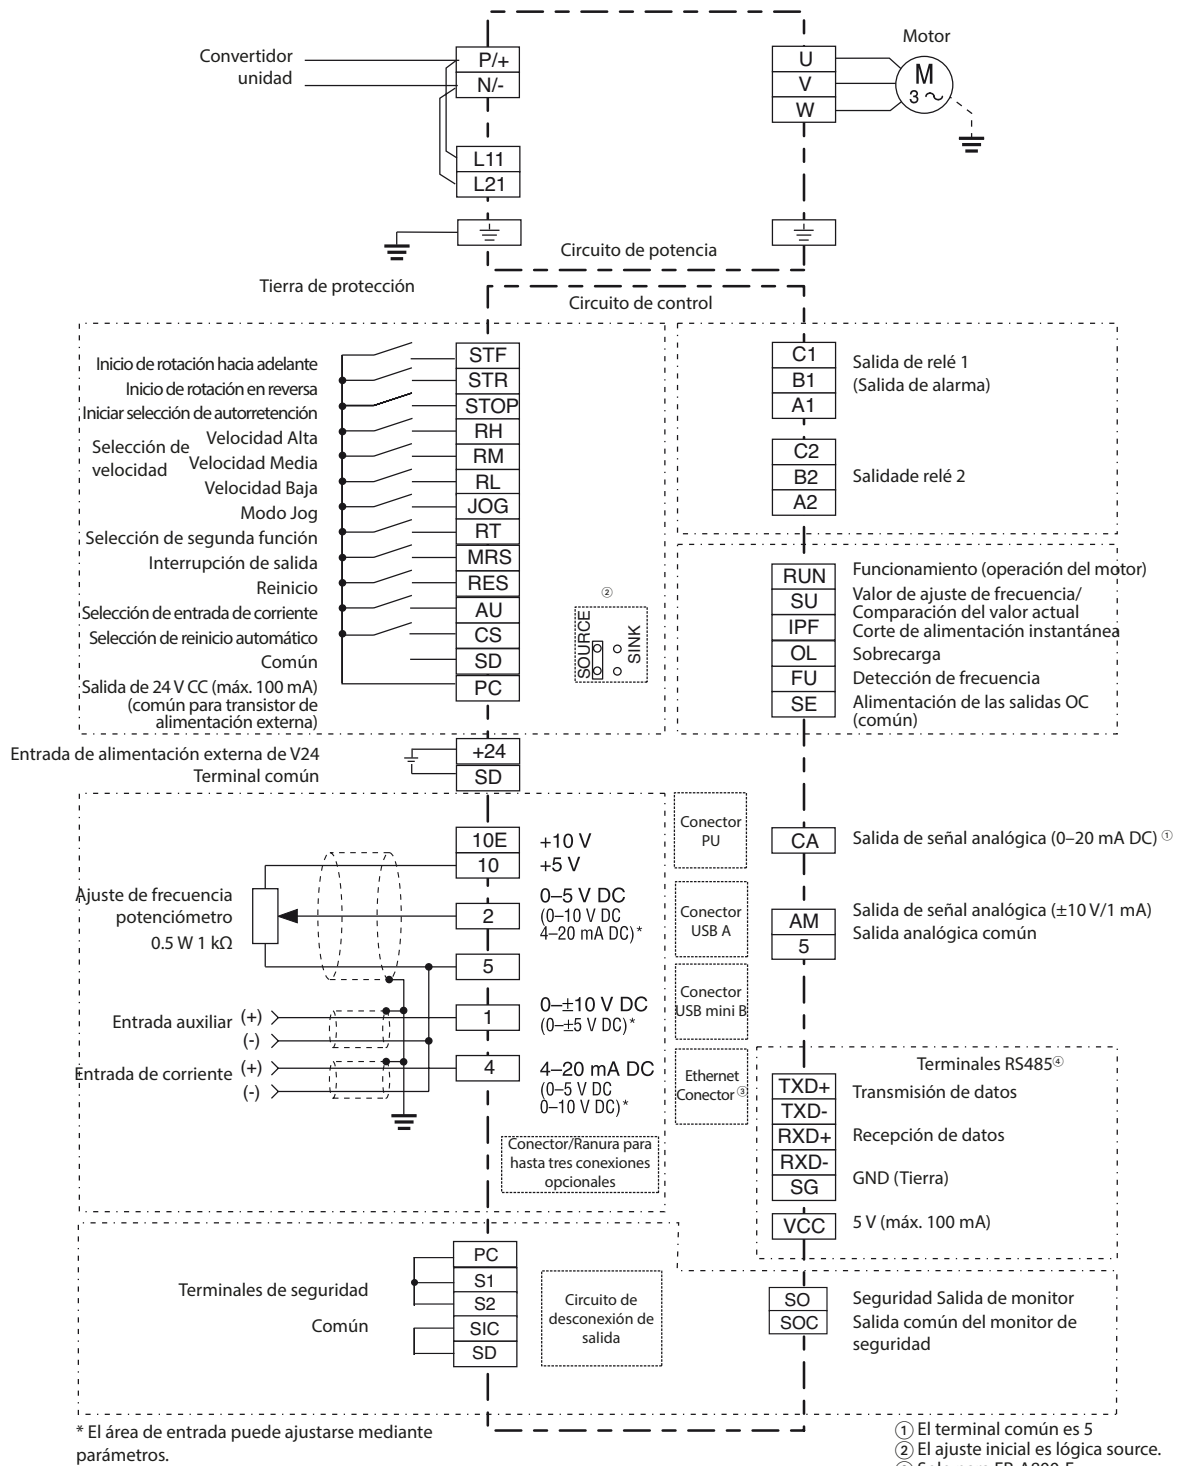 Convertidor
unidad
P/+
N/-
L11
L21
U
V
W
Motor
M
3 ~
Circuito de potencia
Tierra de protección
Circuito de control
Inicio de rotación hacia adelante
STF
Inicio de rotación en reversa
STR
Iniciar selección de autorretención
STOP
Selección de
velocidad
Velocidad Alta
RH
Velocidad Media
RM
Velocidad Baja
RL
Modo Jog
JOG
Selección de segunda función
RT
Interrupción de salida
MRS
Reinicio
RES
Selección de entrada de corriente
AU
Selección de reinicio automático
CS
Común
SD
Salida de 24 V CC (máx. 100 mA)
(común para transistor de
alimentación externa)
PC
②
SOURCE
SINK
C1
B1
A1
Salida de relé 1
(Salida de alarma)
C2
B2
A2
Salidade relé 2
RUN
Funcionamiento (operación del motor)
SU
Valor de ajuste de frecuencia/
Comparación del valor actual
IPF
Corte de alimentación instantánea
OL
Sobrecarga
FU
Detección de frecuencia
SE
Alimentación de las salidas OC
(común)
Entrada de alimentación externa de V24
+24
Terminal común
SD
10E
+10 V
10
+5 V
Ajuste de frecuencia
potenciómetro
0.5 W 1 kΩ
2
0–5 V DC
(0–10 V DC
4–20 mA DC)*
5
Entrada auxiliar
(+)
(-)
1
0–±10 V DC
(0–±5 V DC)*
Entrada de corriente
(+)
(-)
4
4–20 mA DC
(0–5 V DC
0–10 V DC)*
Conector/Ranura para
hasta tres conexiones
opcionales
Conector
PU
Conector
USB A
Conector
USB mini B
Ethernet
Conector ③
CA
Salida de señal analógica (0–20 mA DC) ①
AM
5
Salida de señal analógica (±10 V/1 mA)
Salida analógica común
Terminales RS485④
TXD+
TXD-
Transmisión de datos
RXD+
RXD-
Recepción de datos
SG
GND (Tierra)
VCC
5 V (máx. 100 mA)
Terminales de seguridad
Común
PC
S1
S2
SIC
SD
Circuito de
desconexión de
salida
SO
SOC
Seguridad Salida de monitor
Salida común del monitor de
seguridad
* El área de entrada puede ajustarse mediante
parámetros.
① El terminal común es 5
② El ajuste inicial es lógica source.